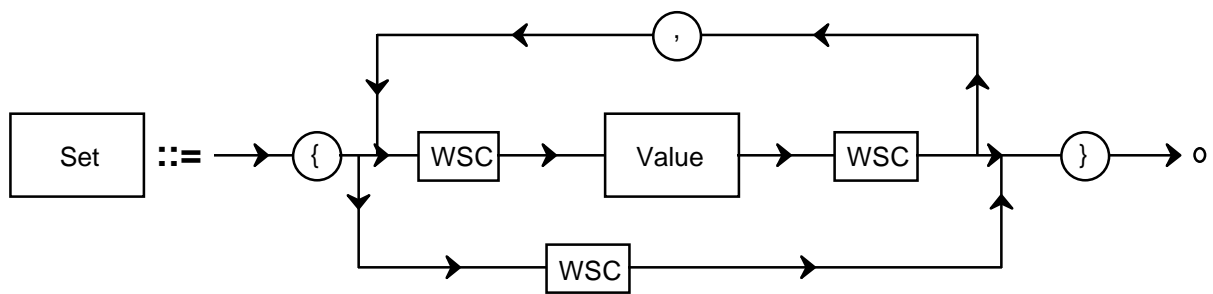 ,
Set ::= { WSC Value WSC }
WSC